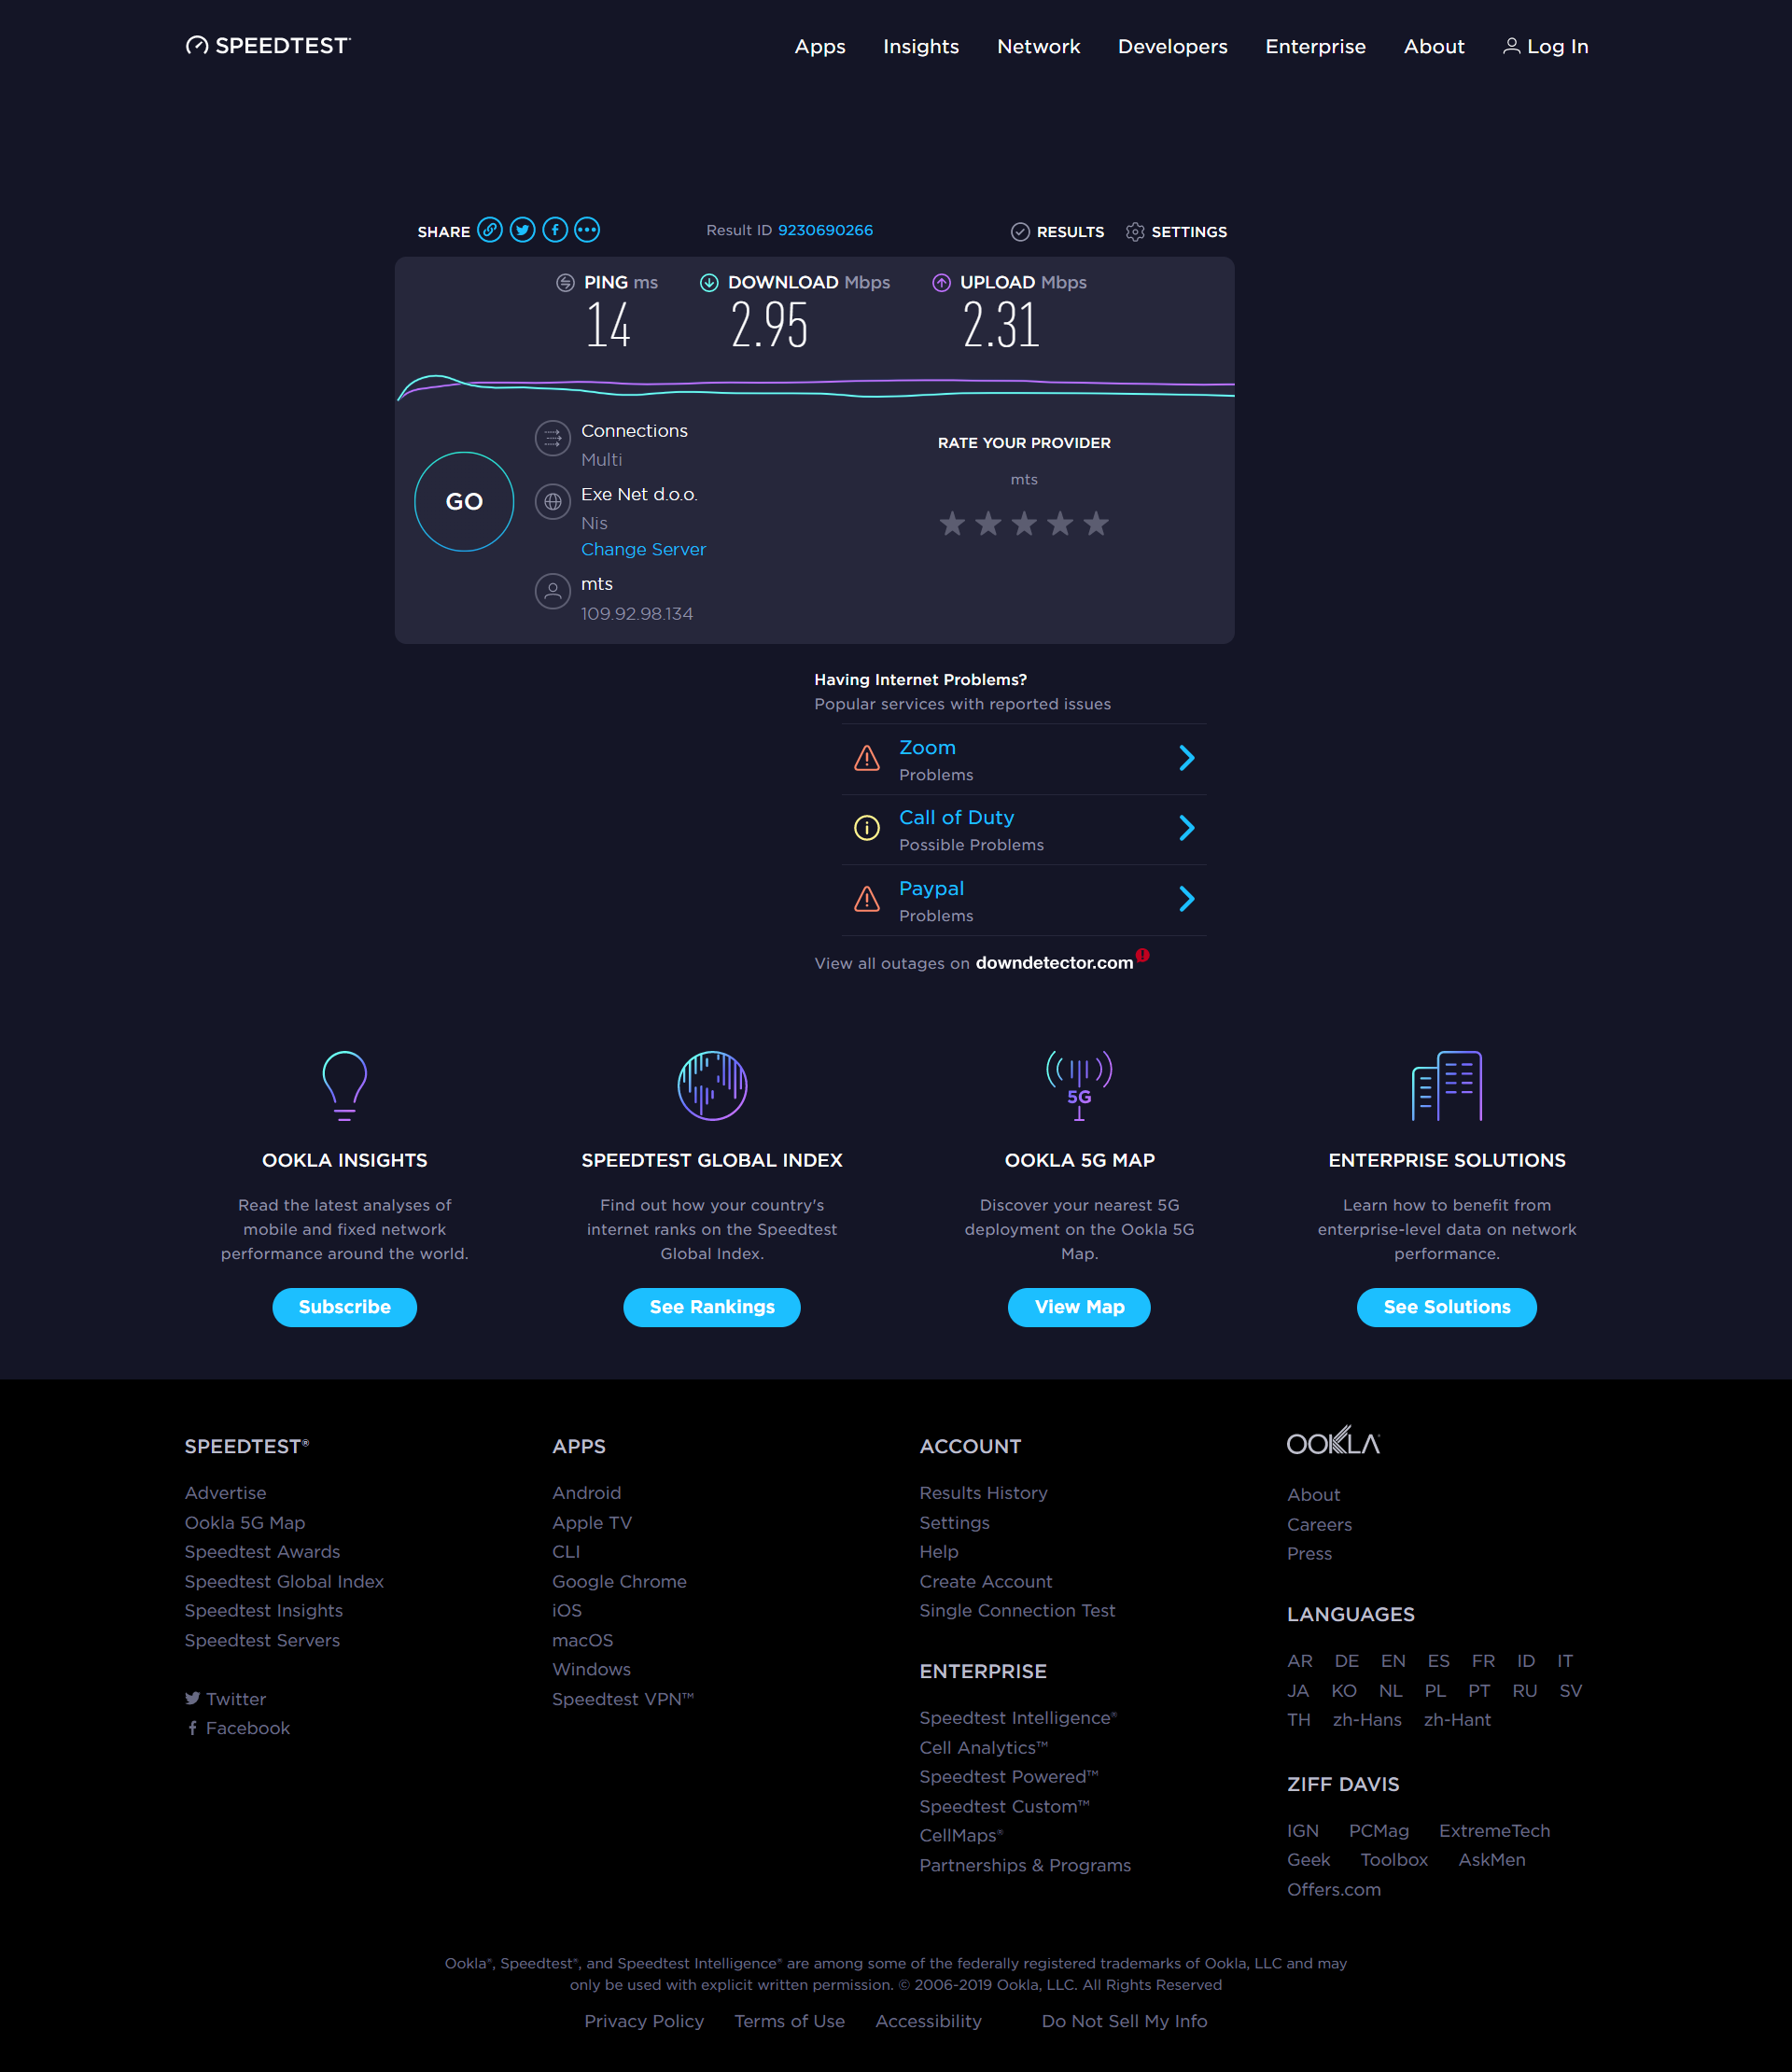 SPEEDTEST
Apps Insights Network Developers Enterprise About Log In
SHARE Result ID 9230690266 RESULTS SETTINGS
PING ms DOWNLOAD Mbps UPLOAD Mbps
14 2.95 2.31
GO
Connections
Multi
Exe Net d.o.o.
Nis
Change Server
mts
109.92.98.134
RATE YOUR PROVIDER
mts
Having Internet Problems?
Popular services with reported issues
Zoom
Problems
Call of Duty
Possible Problems
Paypal
Problems
View all outages on downdetector.com
OOKLA INSIGHTS
Read the latest analyses of
mobile and fixed network
performance around the world.
Subscribe
SPEEDTEST GLOBAL INDEX
Find out how your country's
internet ranks on the Speedtest
Global Index.
See Rankings
5G
OOKLA 5G MAP
Discover your nearest 5G
deployment on the Ookla 5G
Map.
View Map
ENTERPRISE SOLUTIONS
Learn how to benefit from
enterprise-level data on network
performance.
See Solutions
SPEEDTEST®
Advertise
Ookla 5G Map
Speedtest Awards
Speedtest Global Index
Speedtest Insights
Speedtest Servers
Twitter
Facebook
APPS
Android
Apple TV
CLI
Google Chrome
iOS
macOS
Windows
Speedtest VPN™
ACCOUNT
Results History
Settings
Help
Create Account
Single Connection Test
ENTERPRISE
Speedtest Intelligence®
Cell Analytics™
Speedtest Powered™
Speedtest Custom™
CellMaps®
Partnerships & Programs
OOKLA
About
Careers
Press
LANGUAGES
AR DE EN ES FR ID IT
JA KO NL PL PT RU SV
TH zh-Hans zh-Hant
ZIFF DAVIS
IGN PCMag ExtremeTech
Geek Toolbox AskMen
Offers.com
Ookla®, Speedtest®, and Speedtest Intelligence® are among some of the federally registered trademarks of Ookla, LLC and may
only be used with explicit written permission. © 2006-2019 Ookla, LLC. All Rights Reserved
Privacy Policy Terms of Use Accessibility Do Not Sell My Info